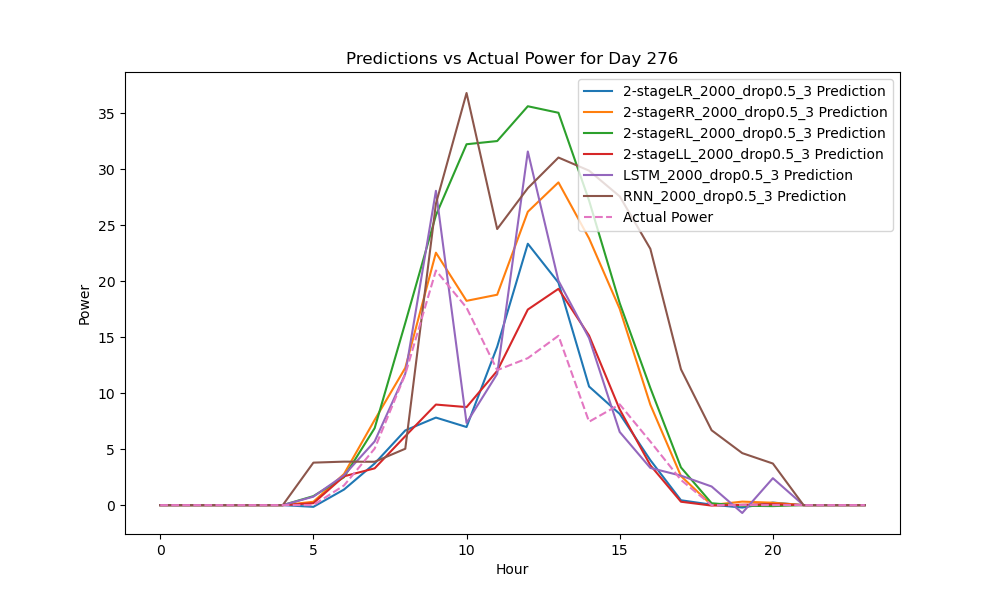 Predictions vs Actual Power for Day 276
2-stageLR_2000_drop0.5_3 Prediction
2-stageRR_2000_drop0.5_3 Prediction
2-stageRL_2000_drop0.5_3 Prediction
2-stageLL_2000_drop0.5_3 Prediction
LSTM_2000_drop0.5_3 Prediction
RNN_2000_drop0.5_3 Prediction
Actual Power
35
30
25
20
15
10
5
0
Power
0 5 10 15 20
Hour